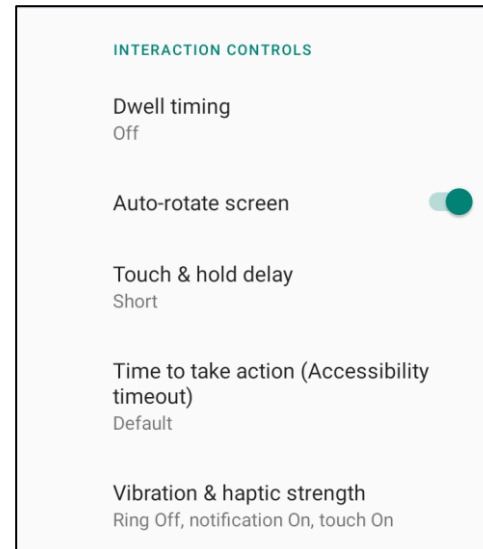 INTERACTION CONTROLS
Dwell timing
Off
Auto-rotate screen
Touch & hold delay
Short
Time to take action (Accessibility
timeout)
Default
Vibration & haptic strength
Ring Off, notification On, touch On